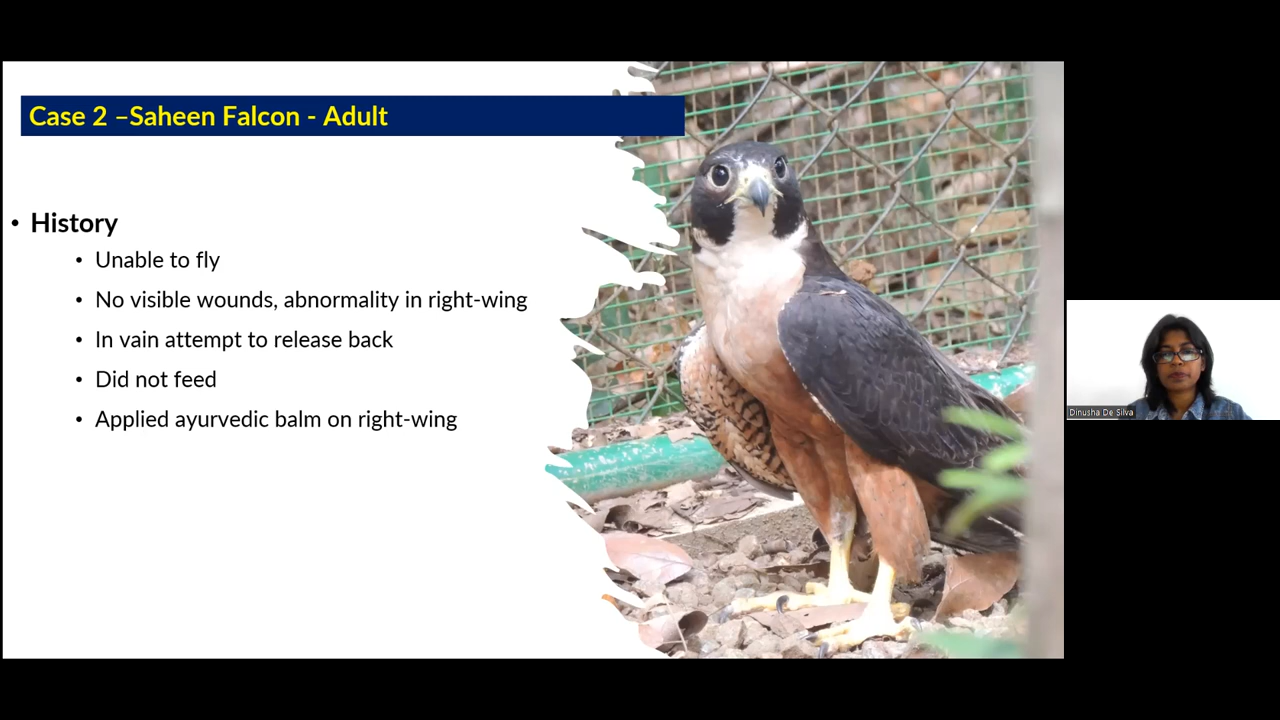 Case 2 –Saheen Falcon - Adult
• History
• Unable to fly
• No visible wounds, abnormality in right-wing
• In vain attempt to release back
• Did not feed
• Applied ayurvedic balm on right-wing
Dinusha De Silva